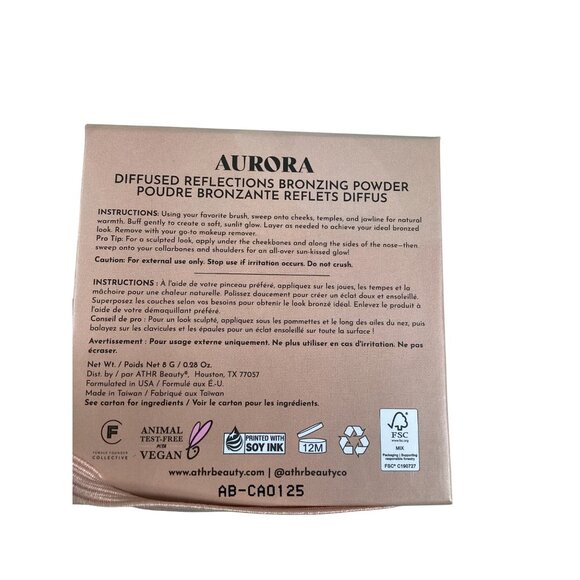 AURORA
DIFFUSED REFLECTIONS BRONZING POWDER
POUDRE BRONZANTE REFLETS DIFFUS
INSTRUCTIONS: Using your favorite brush, sweep onto cheeks, temples, and jawline for natural
warmth. Buff gently to create a soft, sunlit glow. Layer as needed to achieve your ideal bronzed
look. Remove with your go-to makeup remover.
Pro Tip: For a sculpted look, apply under the cheekbones and along the sides of the nose—then
sweep onto your collarbones and shoulders for an all-over sun-kissed glow!
Caution: For external use only. Stop use if irritation occurs. Do not crush.
INSTRUCTIONS : À l'aide de votre pinceau préféré, appliquez sur les joues, les tempes et la
mâchoire pour une chaleur naturelle. Polissez doucement pour créer un éclat doux et ensoleillé.
Superposez les couches selon vos besoins pour obtenir le look bronzé idéal. Enlevez le produit à
l'aide de votre démaquillant préféré.
Conseil de pro : Pour un look sculpté, appliquez sous les pommettes et le long des ailes du nez, puis
balayez sur les clavicules et les épaules pour un éclat ensoleillé sur toute la surface !
Avertissement : Pour usage externe uniquement. Ne plus utiliser en cas d'irritation. Ne pas
écraser.
Net Wt. / Poids Net 8 G / 0.28 Oz.
Dist. by / par ATHR Beauty®, Houston, TX 77057
Formulated in USA / Formulé aux É.-U.
Made in Taiwan / Fabriqué aux Taiwan
See carton for ingredients / Voir le carton pour les ingrédients.
CF
FEMALE FOUNDER
COLLECTIVE
ANIMAL
TEST-FREE
VEGAN
PRINTED WITH
SOY INK
12M
FSC
www.fsc.org
MIX
Packaging | Supporting
responsible forestry
FSC® C190727
www.athrbeauty.com | @athrbeautyco
AB-CA0125